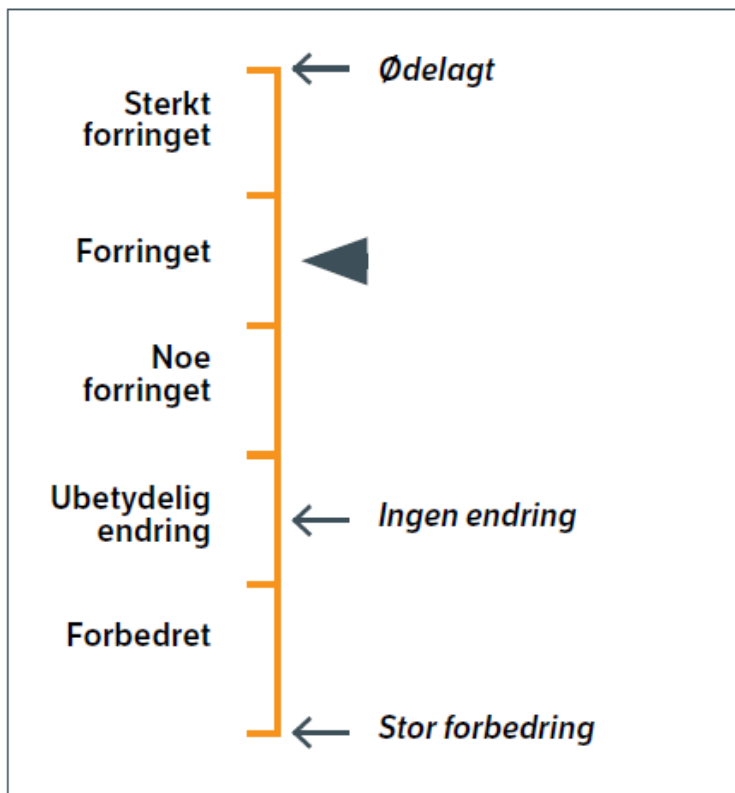 Ødelagt
Sterkt
forringet
Forringet
Noe
forringet
Ubetydelig
endring
Ingen endring
Forbedret
Stor forbedring